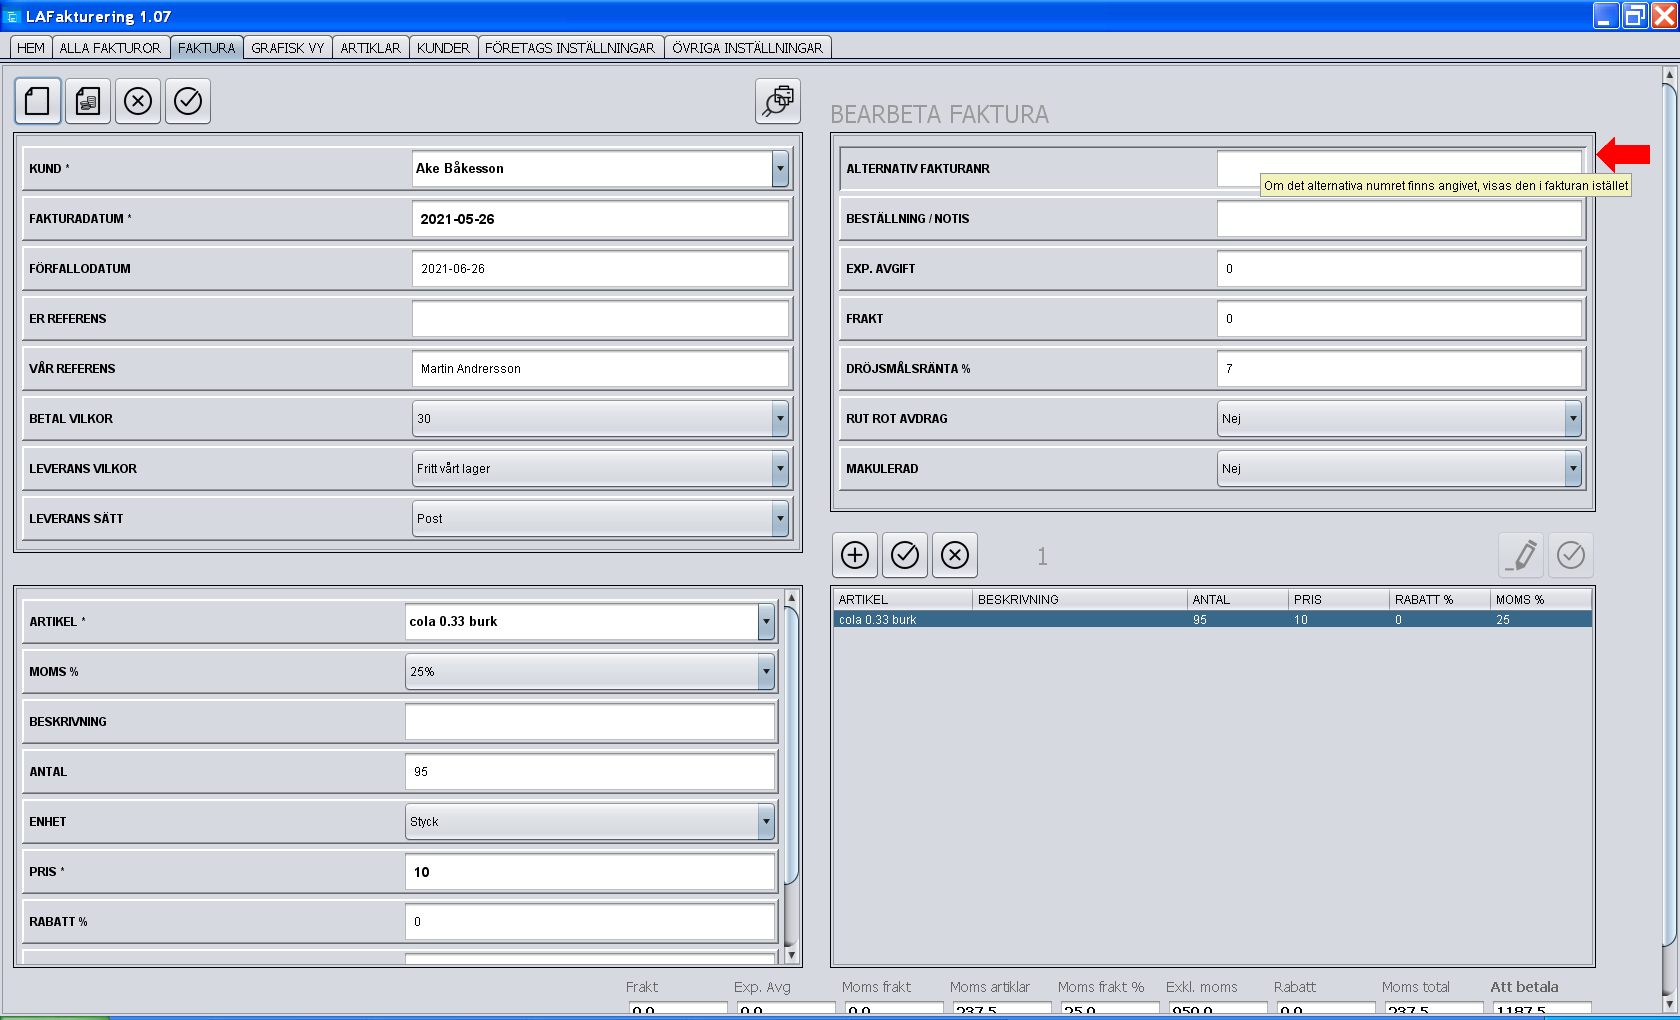 LAFakturering 1.07
HEM ALLA FAKTUROR FAKTURA GRAFISK VY ARTIKLAR KUNDER FÖRETAGS INSTÄLLNINGAR ÖVRIGA INSTÄLLNINGAR
BEARBETA FAKTURA
KUND * Ake Båkesson
FAKTURADATUM * 2021-05-26
FÖRFALLODATUM 2021-06-26
ER REFERENS
VÅR REFERENS Martin Andrersson
BETAL VILKOR 30
LEVERANS VILKOR Fritt vårt lager
LEVERANS SÄTT Post
ALTERNATIV FAKTURANR
Om det alternativa numret finns angivet, visas den i fakturan istället
BESTÄLLNING / NOTIS
EXP. AVGIFT 0
FRAKT 0
DRÖJSMÅLSRÄNTA % 7
RUT ROT AVDRAG Nej
MAKULERAD Nej
1
ARTIKEL * cola 0.33 burk
MOMS % 25%
BESKRIVNING
ANTAL 95
ENHET Styck
PRIS * 10
RABATT % 0
ARTIKEL BESKRIVNING ANTAL PRIS RABATT % MOMS %
cola 0.33 burk 95 10 0 25
Frakt Exp. Avg Moms frakt Moms artiklar Moms frakt % Exkl. moms Rabatt Moms total Att betala
0.0 0.0 0.0 237.5 25.0 950.0 0.0 237.5 1187.5